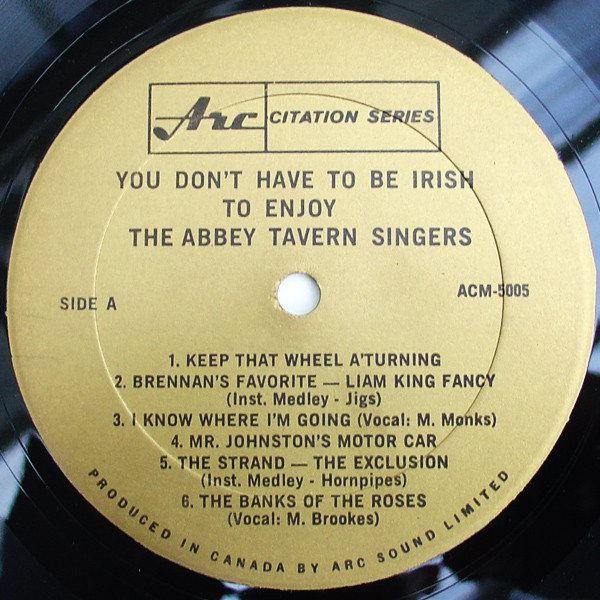 Arc CITATION SERIES
YOU DON'T HAVE TO BE IRISH
TO ENJOY
THE ABBEY TAVERN SINGERS
SIDE A
ACM-5005
1. KEEP THAT WHEEL A'TURNING
2. BRENNAN'S FAVORITE — LIAM KING FANCY
(Inst. Medley - Jigs)
3. I KNOW WHERE I'M GOING (Vocal: M. Monks)
4. MR. JOHNSTON'S MOTOR CAR
5. THE STRAND — THE EXCLUSION
(Inst. Medley - Hornpipes)
6. THE BANKS OF THE ROSES
(Vocal: M. Brookes)
PRODUCED IN CANADA BY ARC SOUND LIMITED